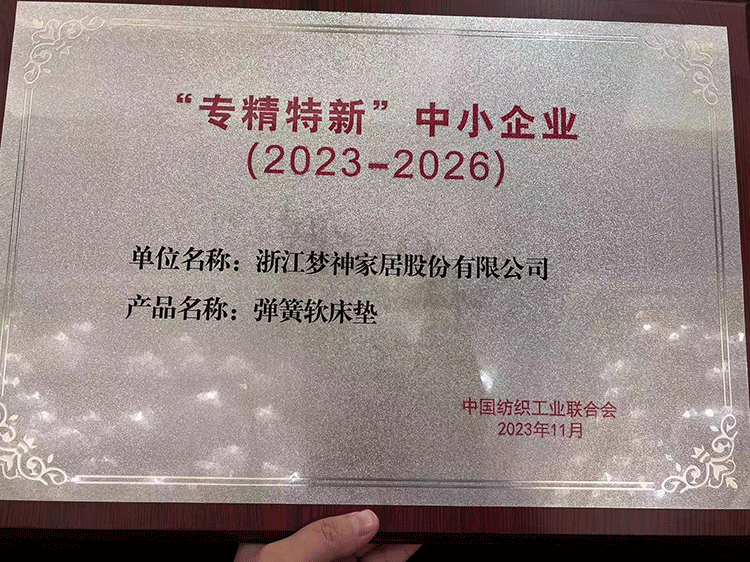 “专精特新”中小企业
(2023-2026)
单位名称：浙江梦神家居股份有限公司
产品名称：弹簧软床垫
中国纺织工业联合会
2023年11月